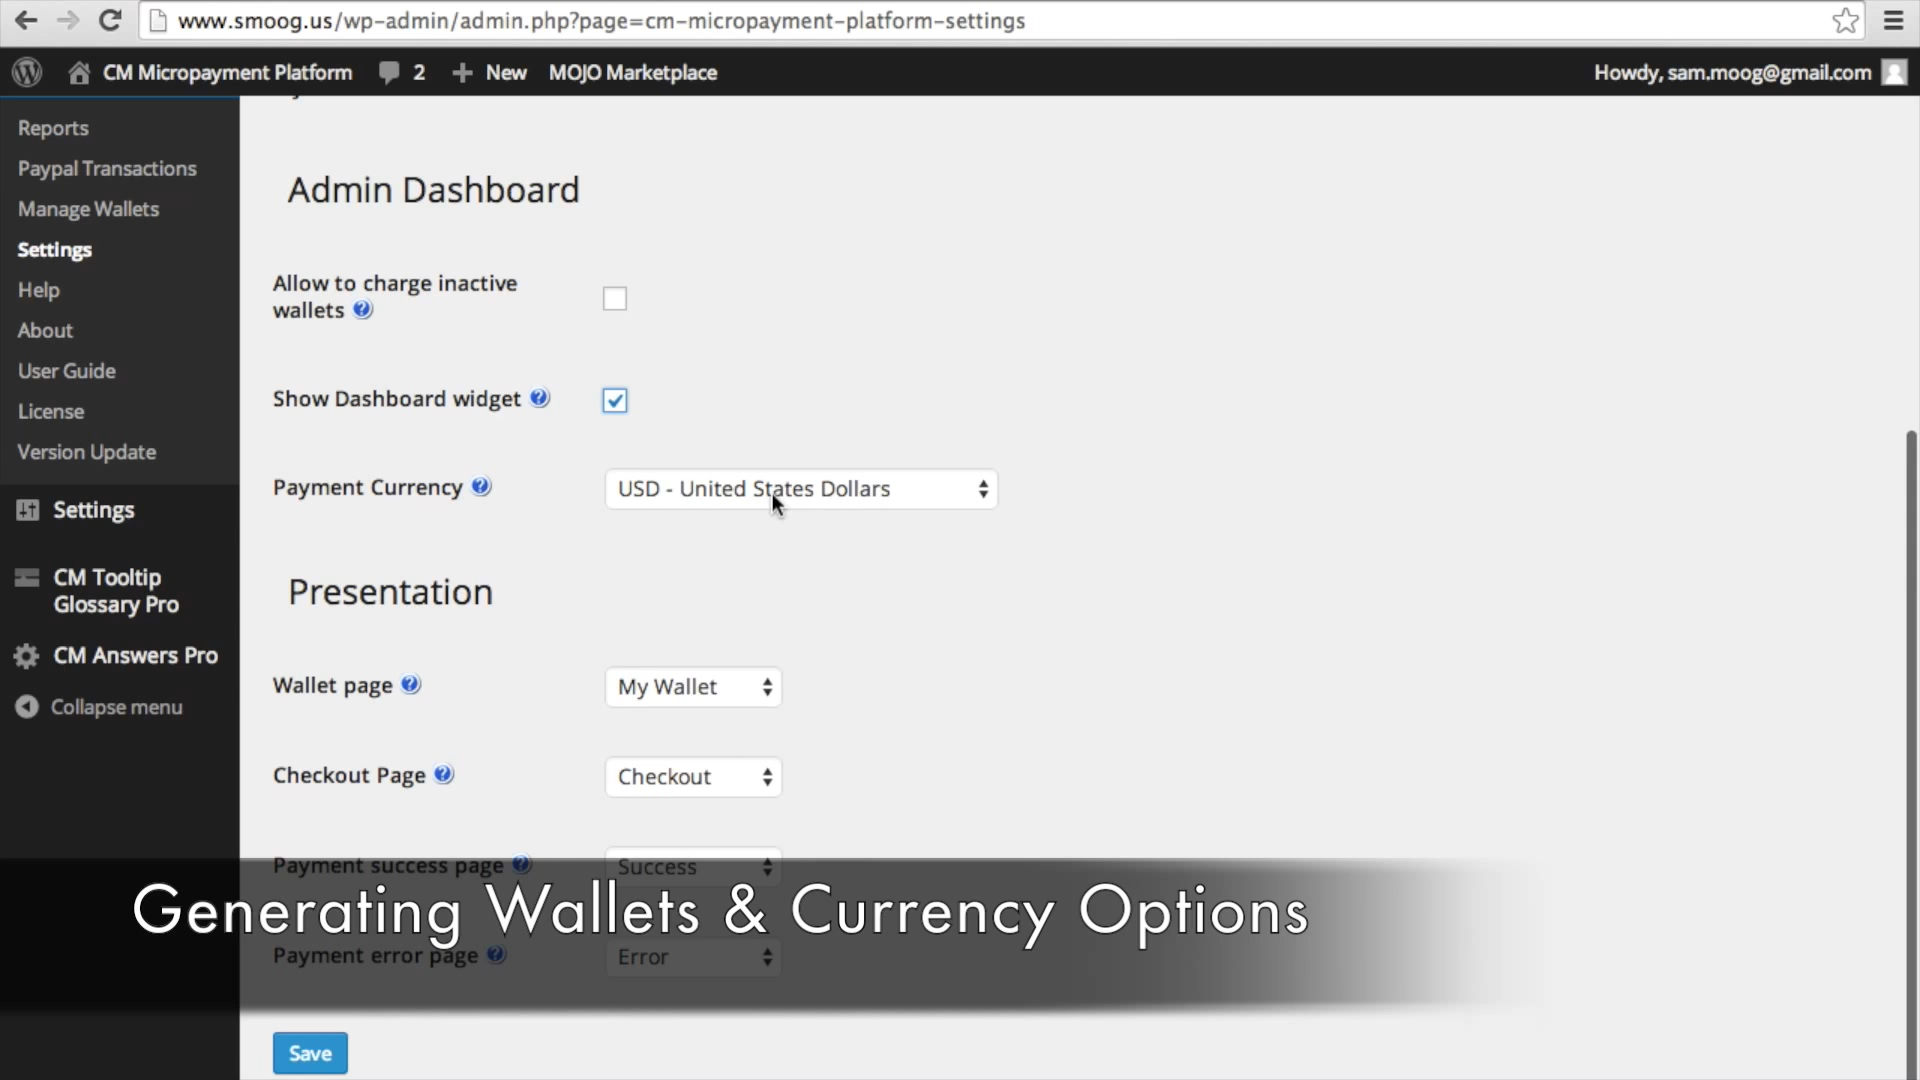 www.smoog.us/wp-admin/admin.php?page=cm-micropayment-platform-settings
CM Micropayment Platform
2
New
MOJO Marketplace
Howdy, sam.moog@gmail.com
Reports
Paypal Transactions
Manage Wallets
Settings
Help
About
User Guide
License
Version Update
Settings
CM Tooltip
Glossary Pro
CM Answers Pro
Collapse menu
Admin Dashboard
Allow to charge inactive
wallets ?
Show Dashboard widget ?
Payment Currency ?
USD - United States Dollars
Presentation
Wallet page ?
My Wallet
Checkout Page ?
Checkout
Payment success page ?
Success
Generating Wallets & Currency Options
Payment error page ?
Error
Save